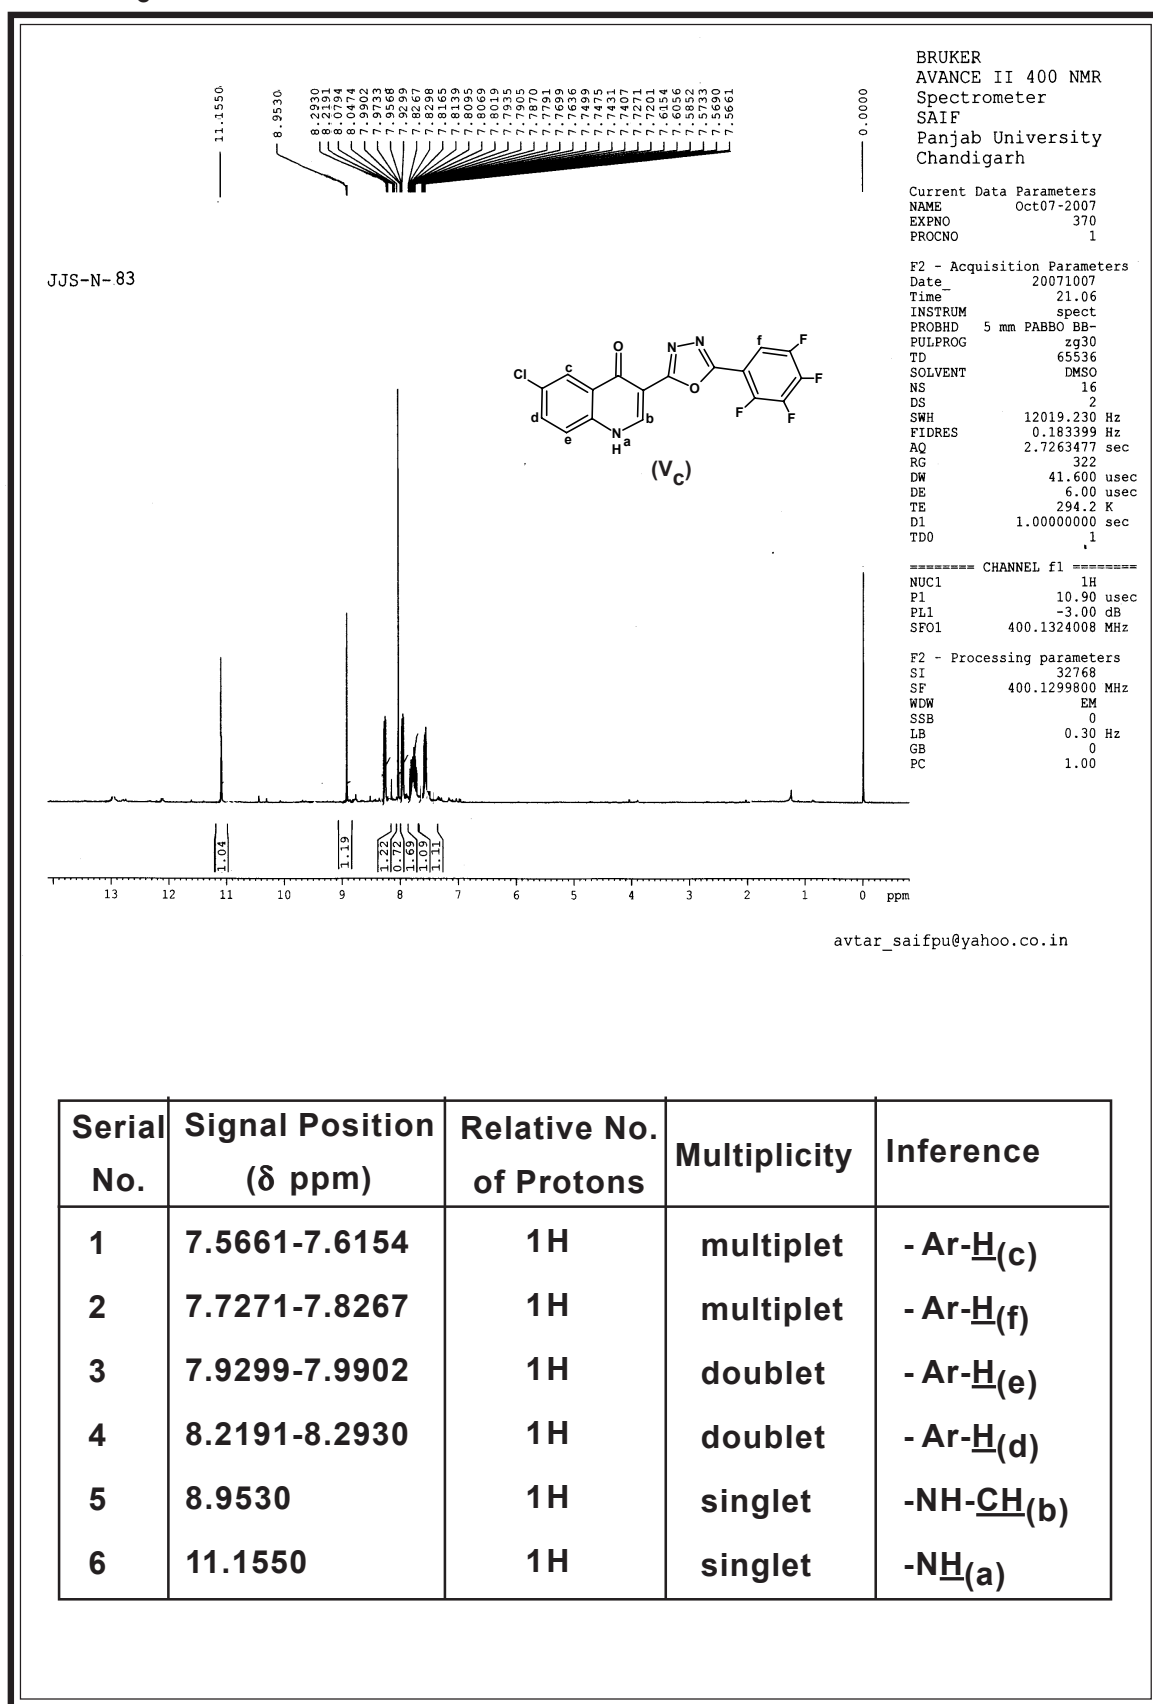 11.1550
8.9530
8.2930
8.2191
8.0794
8.0474
7.9902
7.9733
7.9568
7.9299
7.8267
7.8298
7.8165
7.8139
7.8095
7.8069
7.8019
7.7935
7.7905
7.7870
7.7791
7.7699
7.7636
7.7499
7.7475
7.7431
7.7407
7.7271
7.7201
7.6154
7.6056
7.5852
7.5733
7.5690
7.5661
0.0000
BRUKER
AVANCE II 400 NMR
Spectrometer
SAIF
Panjab University
Chandigarh
Current Data Parameters
NAME Oct07-2007
EXPNO 370
PROCNO 1
F2 - Acquisition Parameters
Date_ 20071007
Time 21.06
INSTRUM spect
PROBHD 5 mm PABBO BB-
PULPROG zg30
TD 65536
SOLVENT DMSO
NS 16
DS 2
SWH 12019.230 Hz
FIDRES 0.183399 Hz
AQ 2.7263477 sec
RG 322
DW 41.600 usec
DE 6.00 usec
TE 294.2 K
D1 1.00000000 sec
TD0 1
======== CHANNEL f1 ========
NUC1 1H
P1 10.90 usec
PL1 -3.00 dB
SFO1 400.1324008 MHz
F2 - Processing parameters
SI 32768
SF 400.1299800 MHz
WDW EM
SSB 0
LB 0.30 Hz
GB 0
PC 1.00
JJS-N-83
O
N N f F
Cl c
O F
d b F F
e N a
H
(VC)
1.04
1.19
1.22
0.72
1.69
1.09
1.11
13 12 11 10 9 8 7 6 5 4 3 2 1 0 ppm
avtar_saifpu@yahoo.co.in
Serial No. Signal Position (δ ppm) Relative No. of Protons Multiplicity Inference
1 7.5661-7.6154 1H multiplet - Ar-H(c)
2 7.7271-7.8267 1H multiplet - Ar-H(f)
3 7.9299-7.9902 1H doublet - Ar-H(e)
4 8.2191-8.2930 1H doublet - Ar-H(d)
5 8.9530 1H singlet -NH-CH(b)
6 11.1550 1H singlet -NH(a)